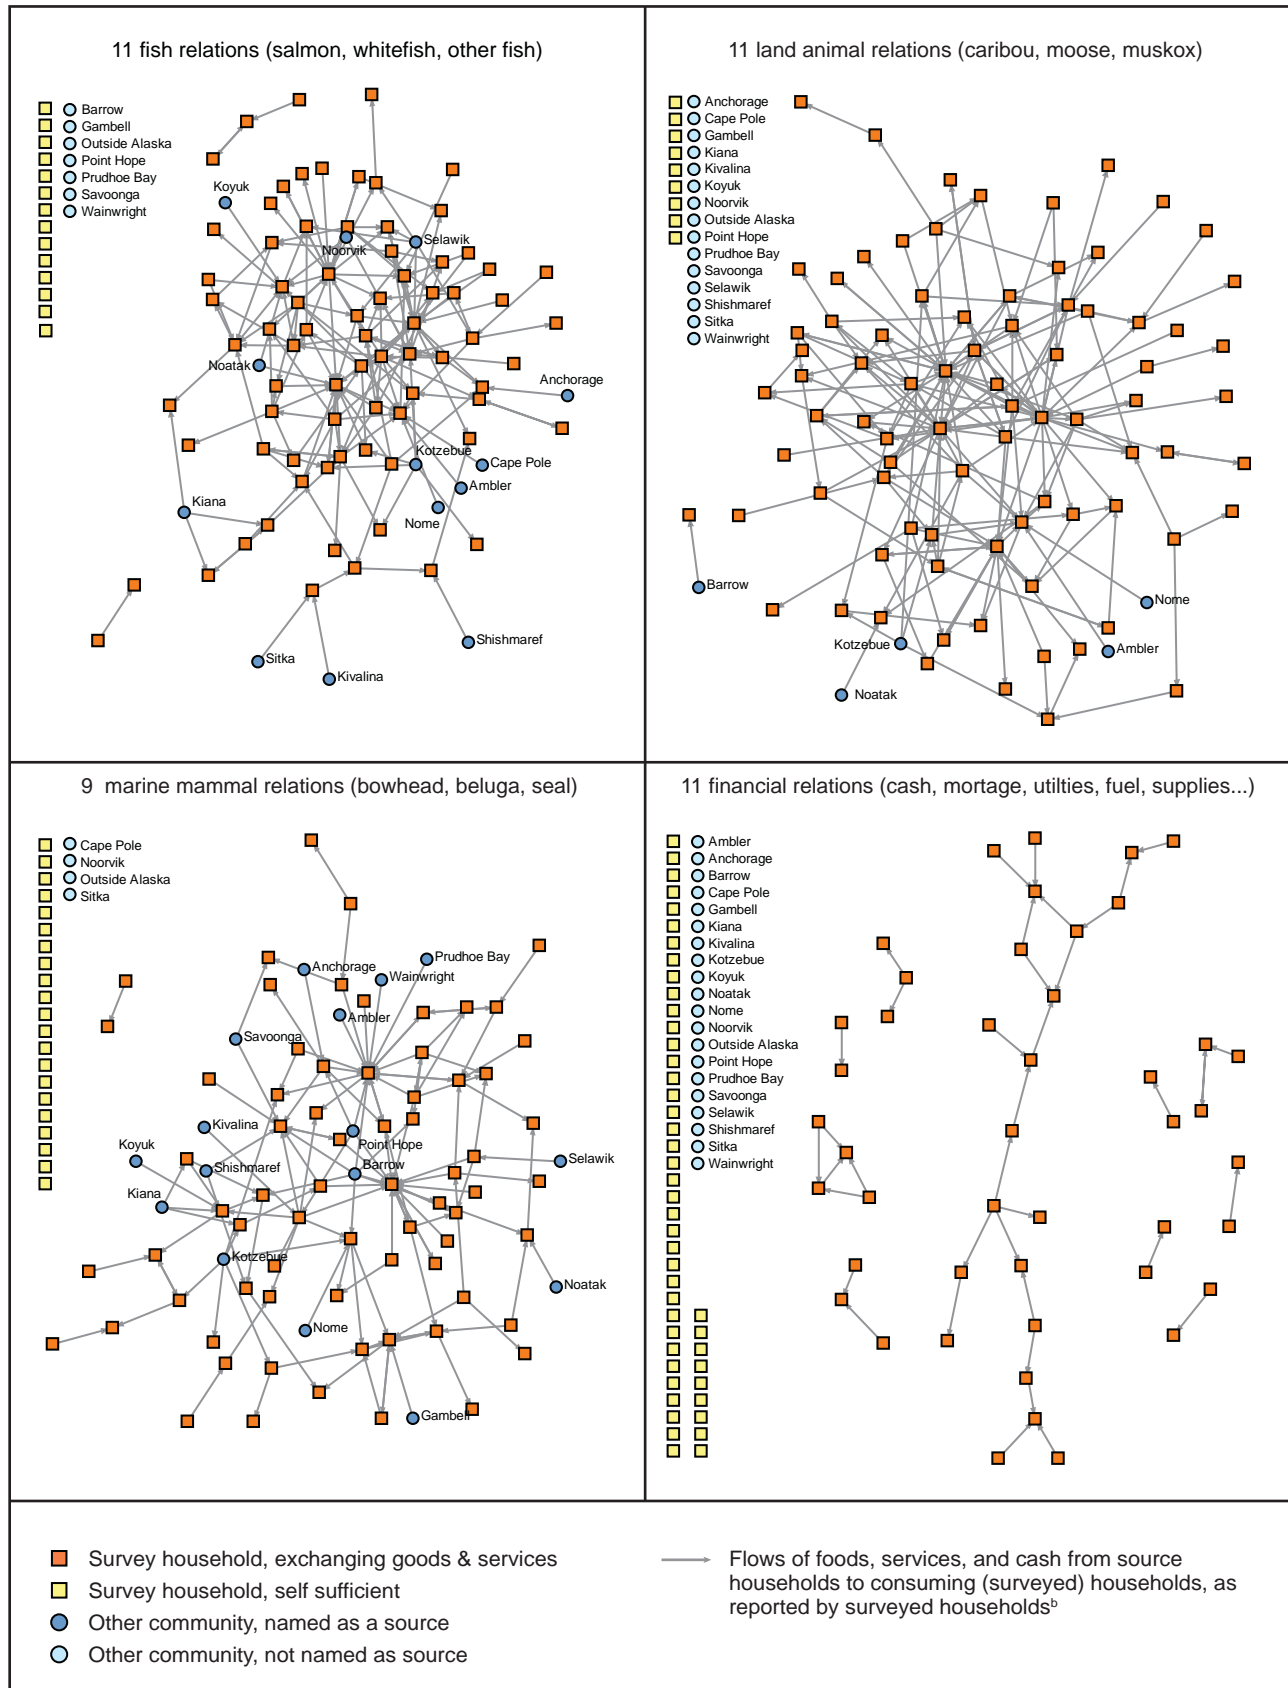 11 fish relations (salmon, whitefish, other fish)
Barrow
Gambell
Outside Alaska
Point Hope
Prudhoe Bay
Savoonga
Wainwright
Koyuk
Noorvik
Selawik
Noatak
Anchorage
Kotzebue
Cape Pole
Ambler
Nome
Kiana
Shishmaref
Sitka
Kivalina
11 land animal relations (caribou, moose, muskox)
Anchorage
Cape Pole
Gambell
Kiana
Kivalina
Koyuk
Noorvik
Outside Alaska
Point Hope
Prudhoe Bay
Savoonga
Selawik
Shishmaref
Sitka
Wainwright
Barrow
Nome
Kotzebue
Ambler
Noatak
9 marine mammal relations (bowhead, beluga, seal)
Cape Pole
Noorvik
Outside Alaska
Sitka
Prudhoe Bay
Anchorage
Wainwright
Ambler
Savoonga
Kivalina
Point Hope
Koyuk
Barrow
Selawik
Shishmaref
Kiana
Kotzebue
Noatak
Nome
Gambell
11 financial relations (cash, mortage, utilties, fuel, supplies...)
Ambler
Anchorage
Barrow
Cape Pole
Gambell
Kiana
Kivalina
Kotzebue
Koyuk
Noatak
Nome
Noorvik
Outside Alaska
Point Hope
Prudhoe Bay
Savoonga
Selawik
Shishmaref
Sitka
Wainwright
Survey household, exchanging goods & services
Survey household, self sufficient
Other community, named as a source
Other community, not named as source
Flows of foods, services, and cash from source
households to consuming (surveyed) households, as
reported by surveyed householdsᵇ